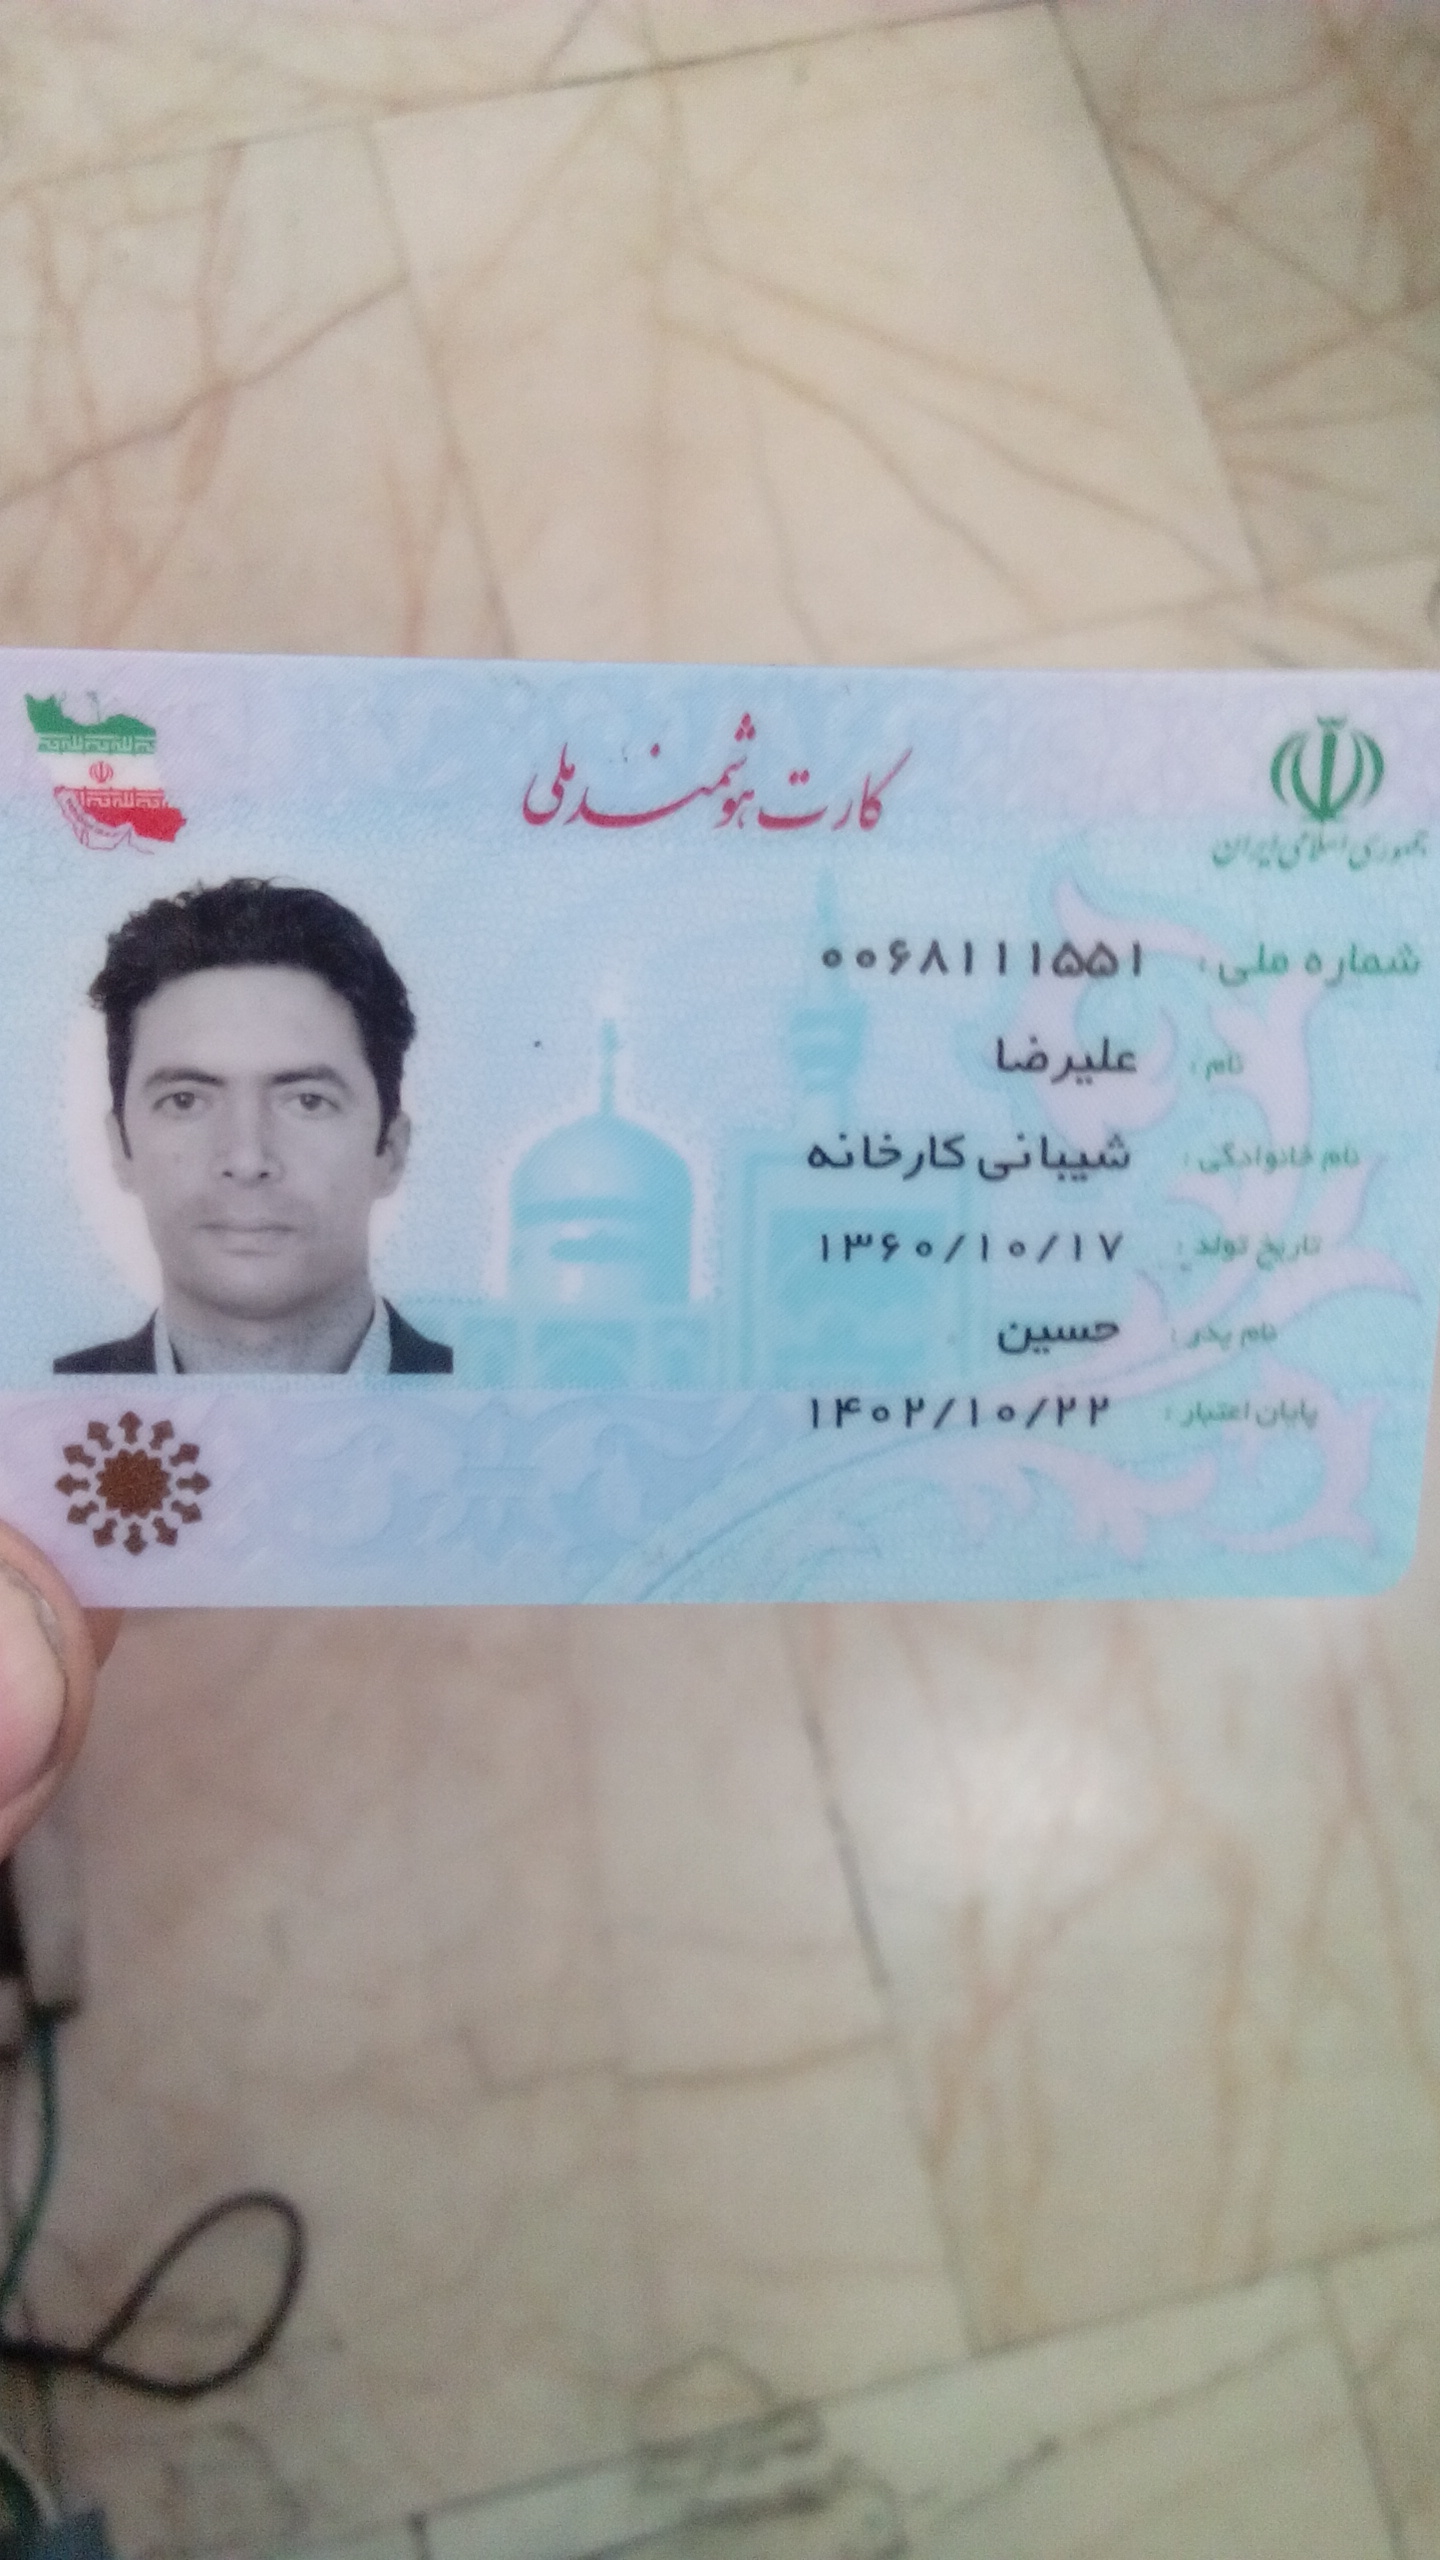 کارت هوشمند ملی
جمهوری اسلامی ایران
شماره ملی: ۰۰۶۸۱۱۱۵۵۱
نام: علیرضا
نام خانوادگی: شیبانی کارخانه
تاریخ تولد: ۱۳۶۰/۱۰/۱۷
نام پدر: حسین
پایان اعتبار: ۱۴۰۲/۱۰/۲۲